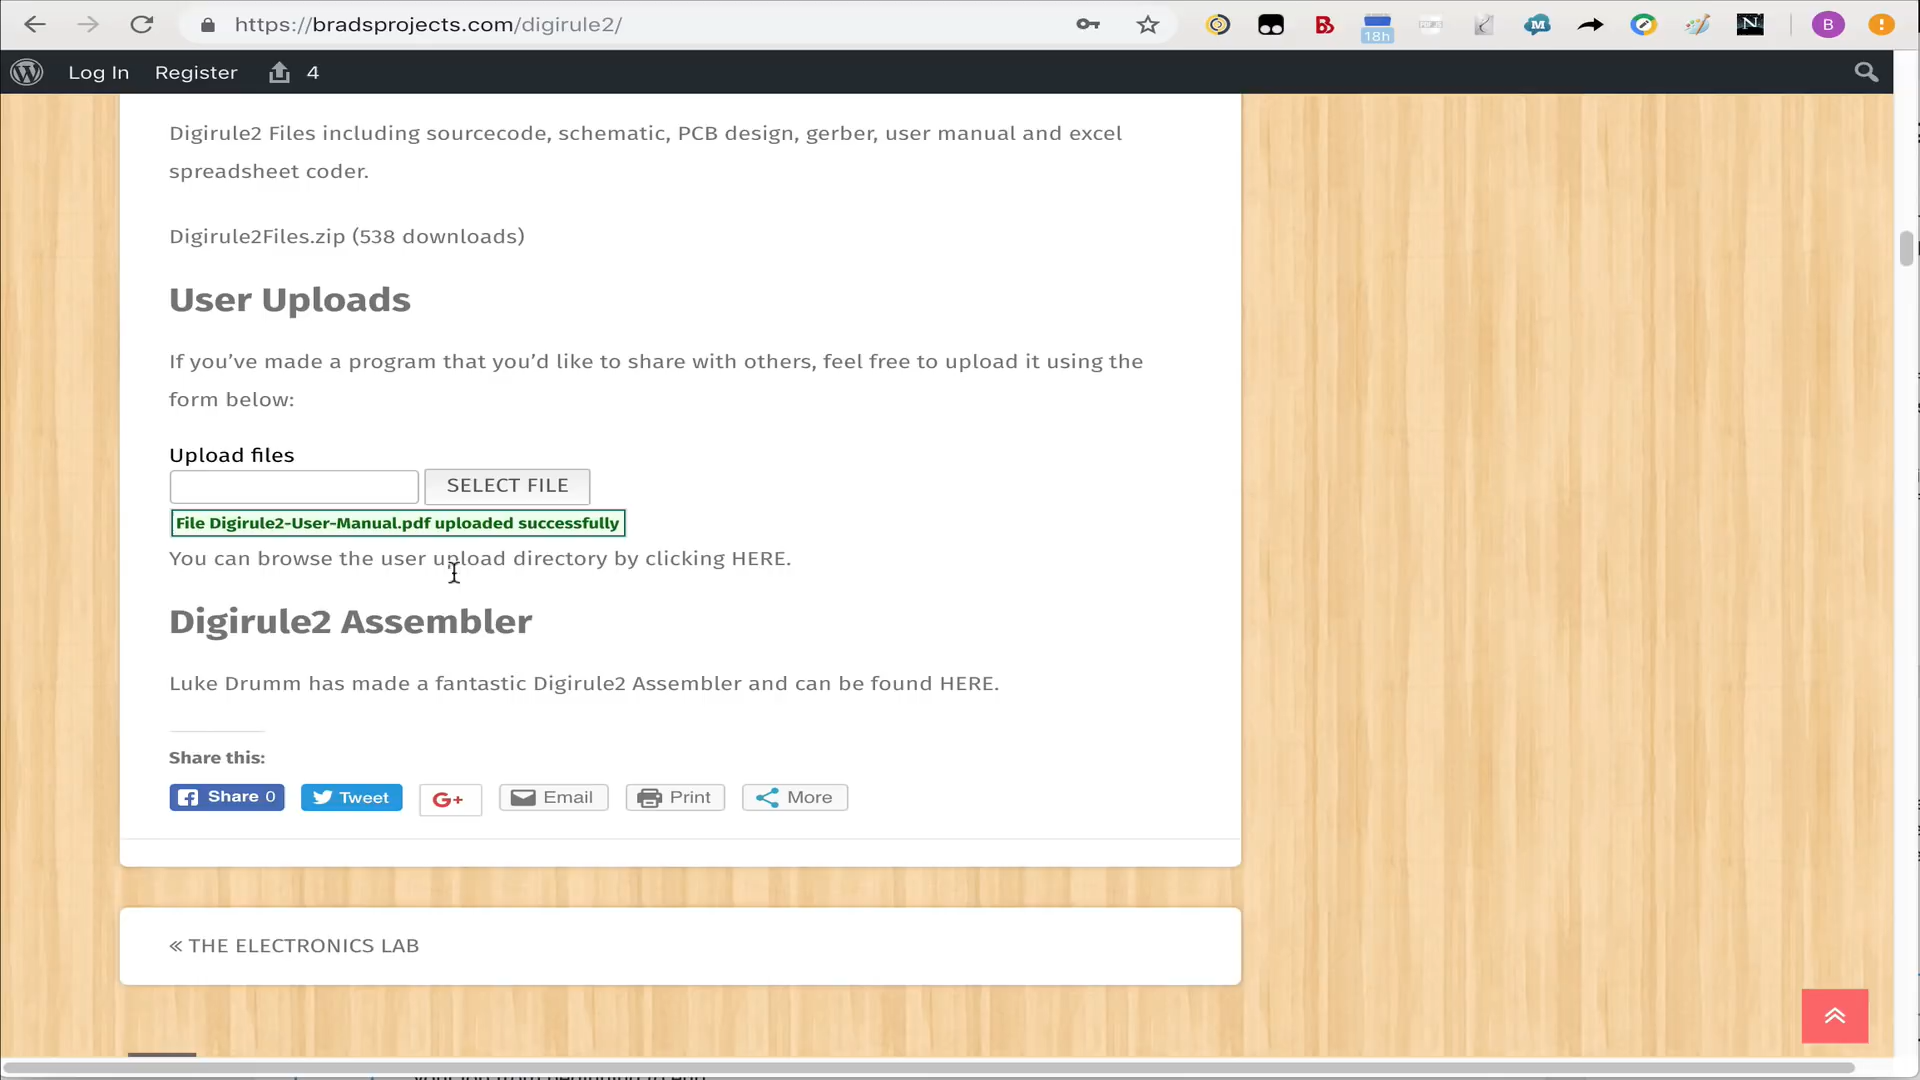 https://bradsprojects.com/digirule2/
18h
M
N
B
Log In Register 4
Digirule2 Files including sourcecode, schematic, PCB design, gerber, user manual and excel
spreadsheet coder.
Digirule2Files.zip (538 downloads)
User Uploads
If you’ve made a program that you’d like to share with others, feel free to upload it using the
form below:
Upload files
SELECT FILE
File Digirule2-User-Manual.pdf uploaded successfully
You can browse the user upload directory by clicking HERE.
Digirule2 Assembler
Luke Drumm has made a fantastic Digirule2 Assembler and can be found HERE.
Share this:
Share 0 Tweet G+ Email Print More
« THE ELECTRONICS LAB